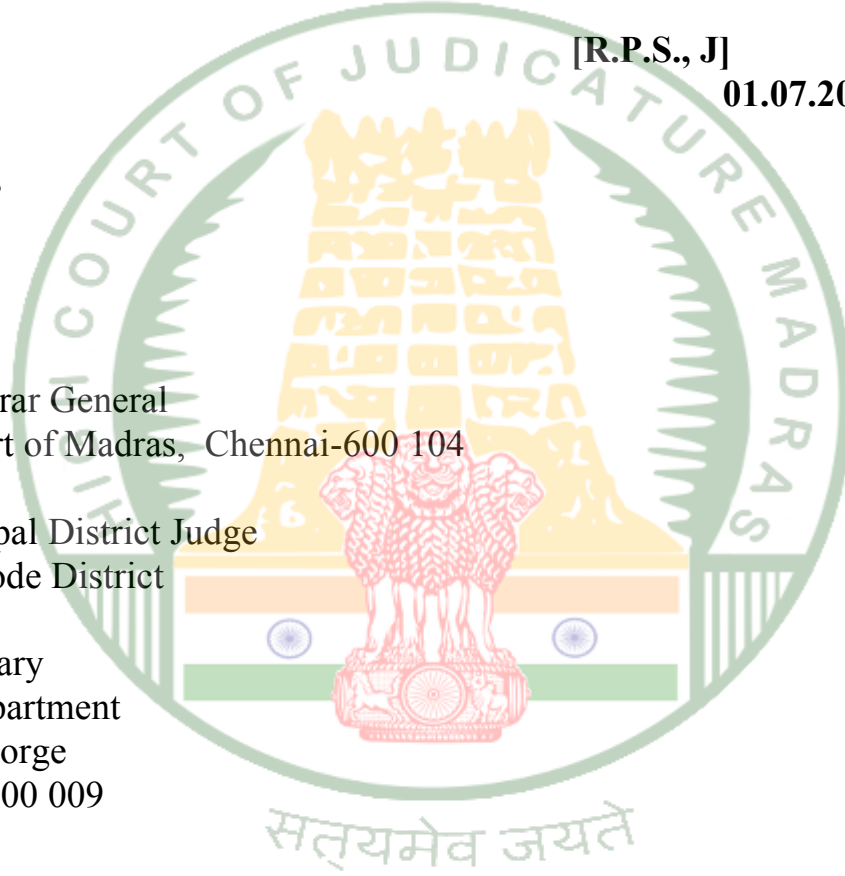 [R.P.S., J]
01.07.20
HIGH COURT OF JUDICATURE MADRAS
rar General
rt of Madras, Chennai-600 104
pal District Judge
ode District
ary
partment
orge
00 009
सत्यमेव जयते